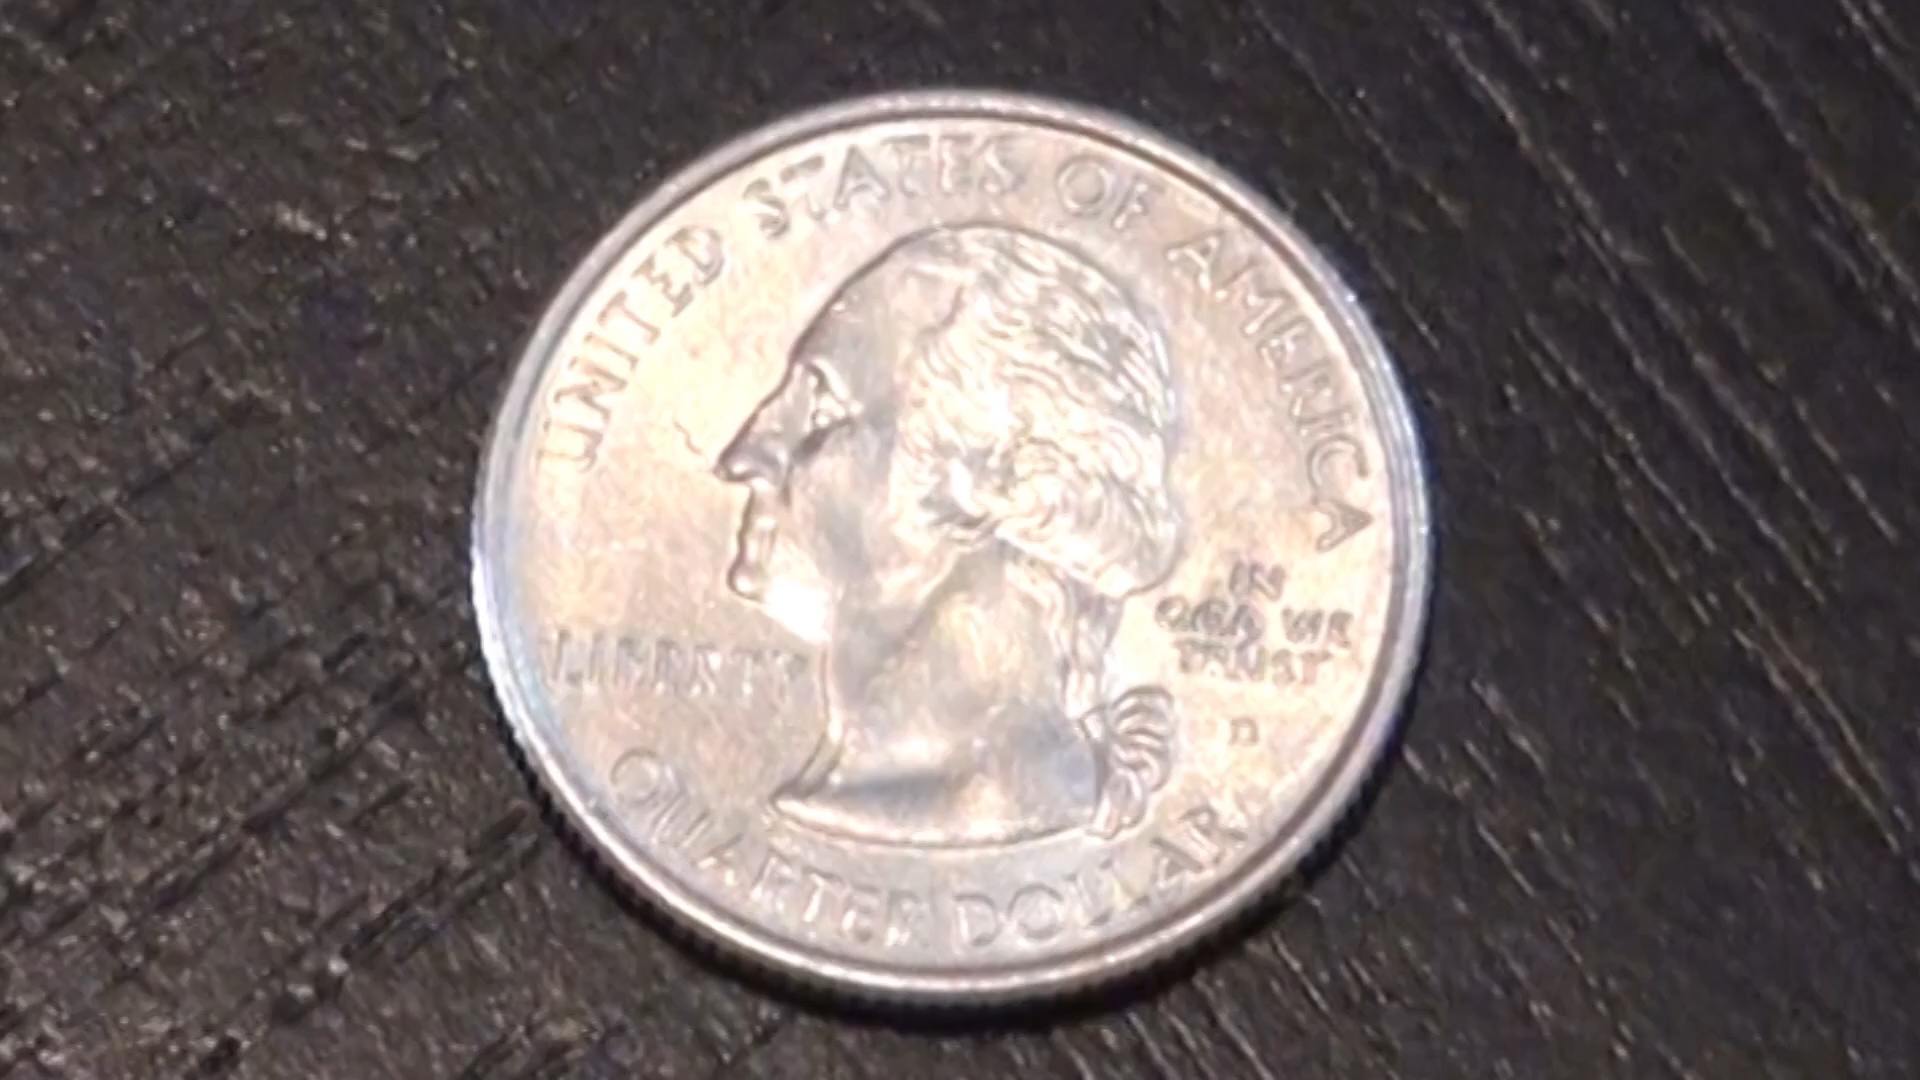 UNITED STATES OF AMERICA
LIBERTY
IN
GOD WE
TRUST
D
QUARTER DOLLAR